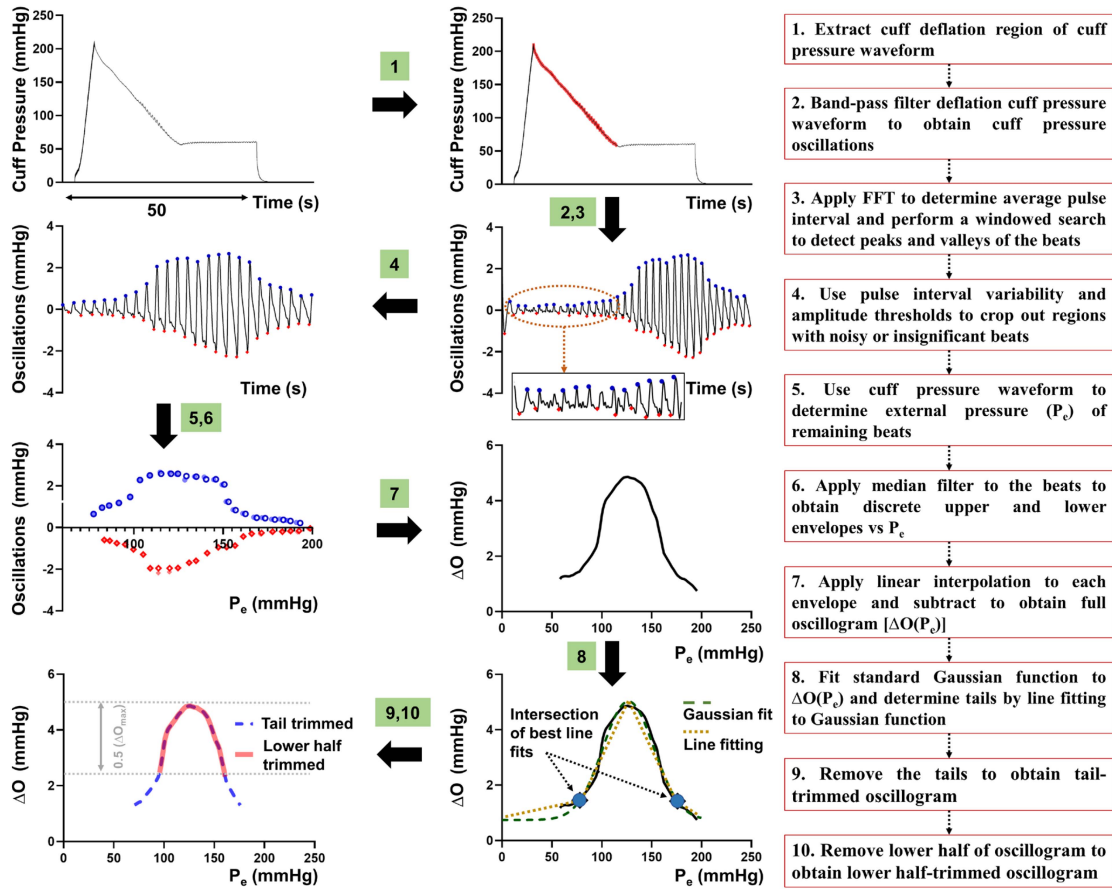 Cuff Pressure (mmHg)
250
200
150
100
50
0
50
Time (s)
1
Cuff Pressure (mmHg)
250
200
150
100
50
0
Time (s)
2,3
Oscillations (mmHg)
4
2
0
-2
-4
Time (s)
4
Oscillations (mmHg)
4
2
0
-2
-4
Time (s)
5,6
Oscillations (mmHg)
4
2
0
-2
-4
100
150
200
Pe (mmHg)
7
ΔO (mmHg)
6
4
2
0
0 50 100 150 200 250
Pe (mmHg)
8
ΔO (mmHg)
6
4
2
0
0.5 (ΔOmax)
Tail trimmed
Lower half
trimmed
0 50 100 150 200 250
Pe (mmHg)
9,10
ΔO (mmHg)
6
4
2
0
Intersection
of best line
fits
Gaussian fit
Line fitting
0 50 100 150 200 250
Pe (mmHg)
1. Extract cuff deflation region of cuff
pressure waveform
2. Band-pass filter deflation cuff pressure
waveform to obtain cuff pressure
oscillations
3. Apply FFT to determine average pulse
interval and perform a windowed search
to detect peaks and valleys of the beats
4. Use pulse interval variability and
amplitude thresholds to crop out regions
with noisy or insignificant beats
5. Use cuff pressure waveform to
determine external pressure (Pe) of
remaining beats
6. Apply median filter to the beats to
obtain discrete upper and lower
envelopes vs Pe
7. Apply linear interpolation to each
envelope and subtract to obtain full
oscillogram [ΔO(Pe)]
8. Fit standard Gaussian function to
ΔO(Pe) and determine tails by line fitting
to Gaussian function
9. Remove the tails to obtain tail-
trimmed oscillogram
10. Remove lower half of oscillogram to
obtain lower half-trimmed oscillogram